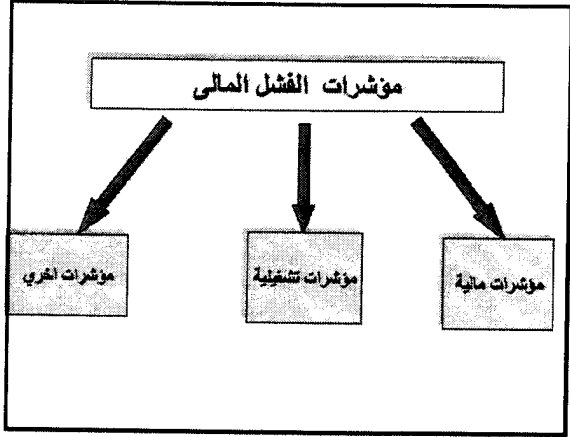 مؤشرات الفشل المالى
مؤشرات مالية
مؤشرات تشغيلية
مؤشرات اخري